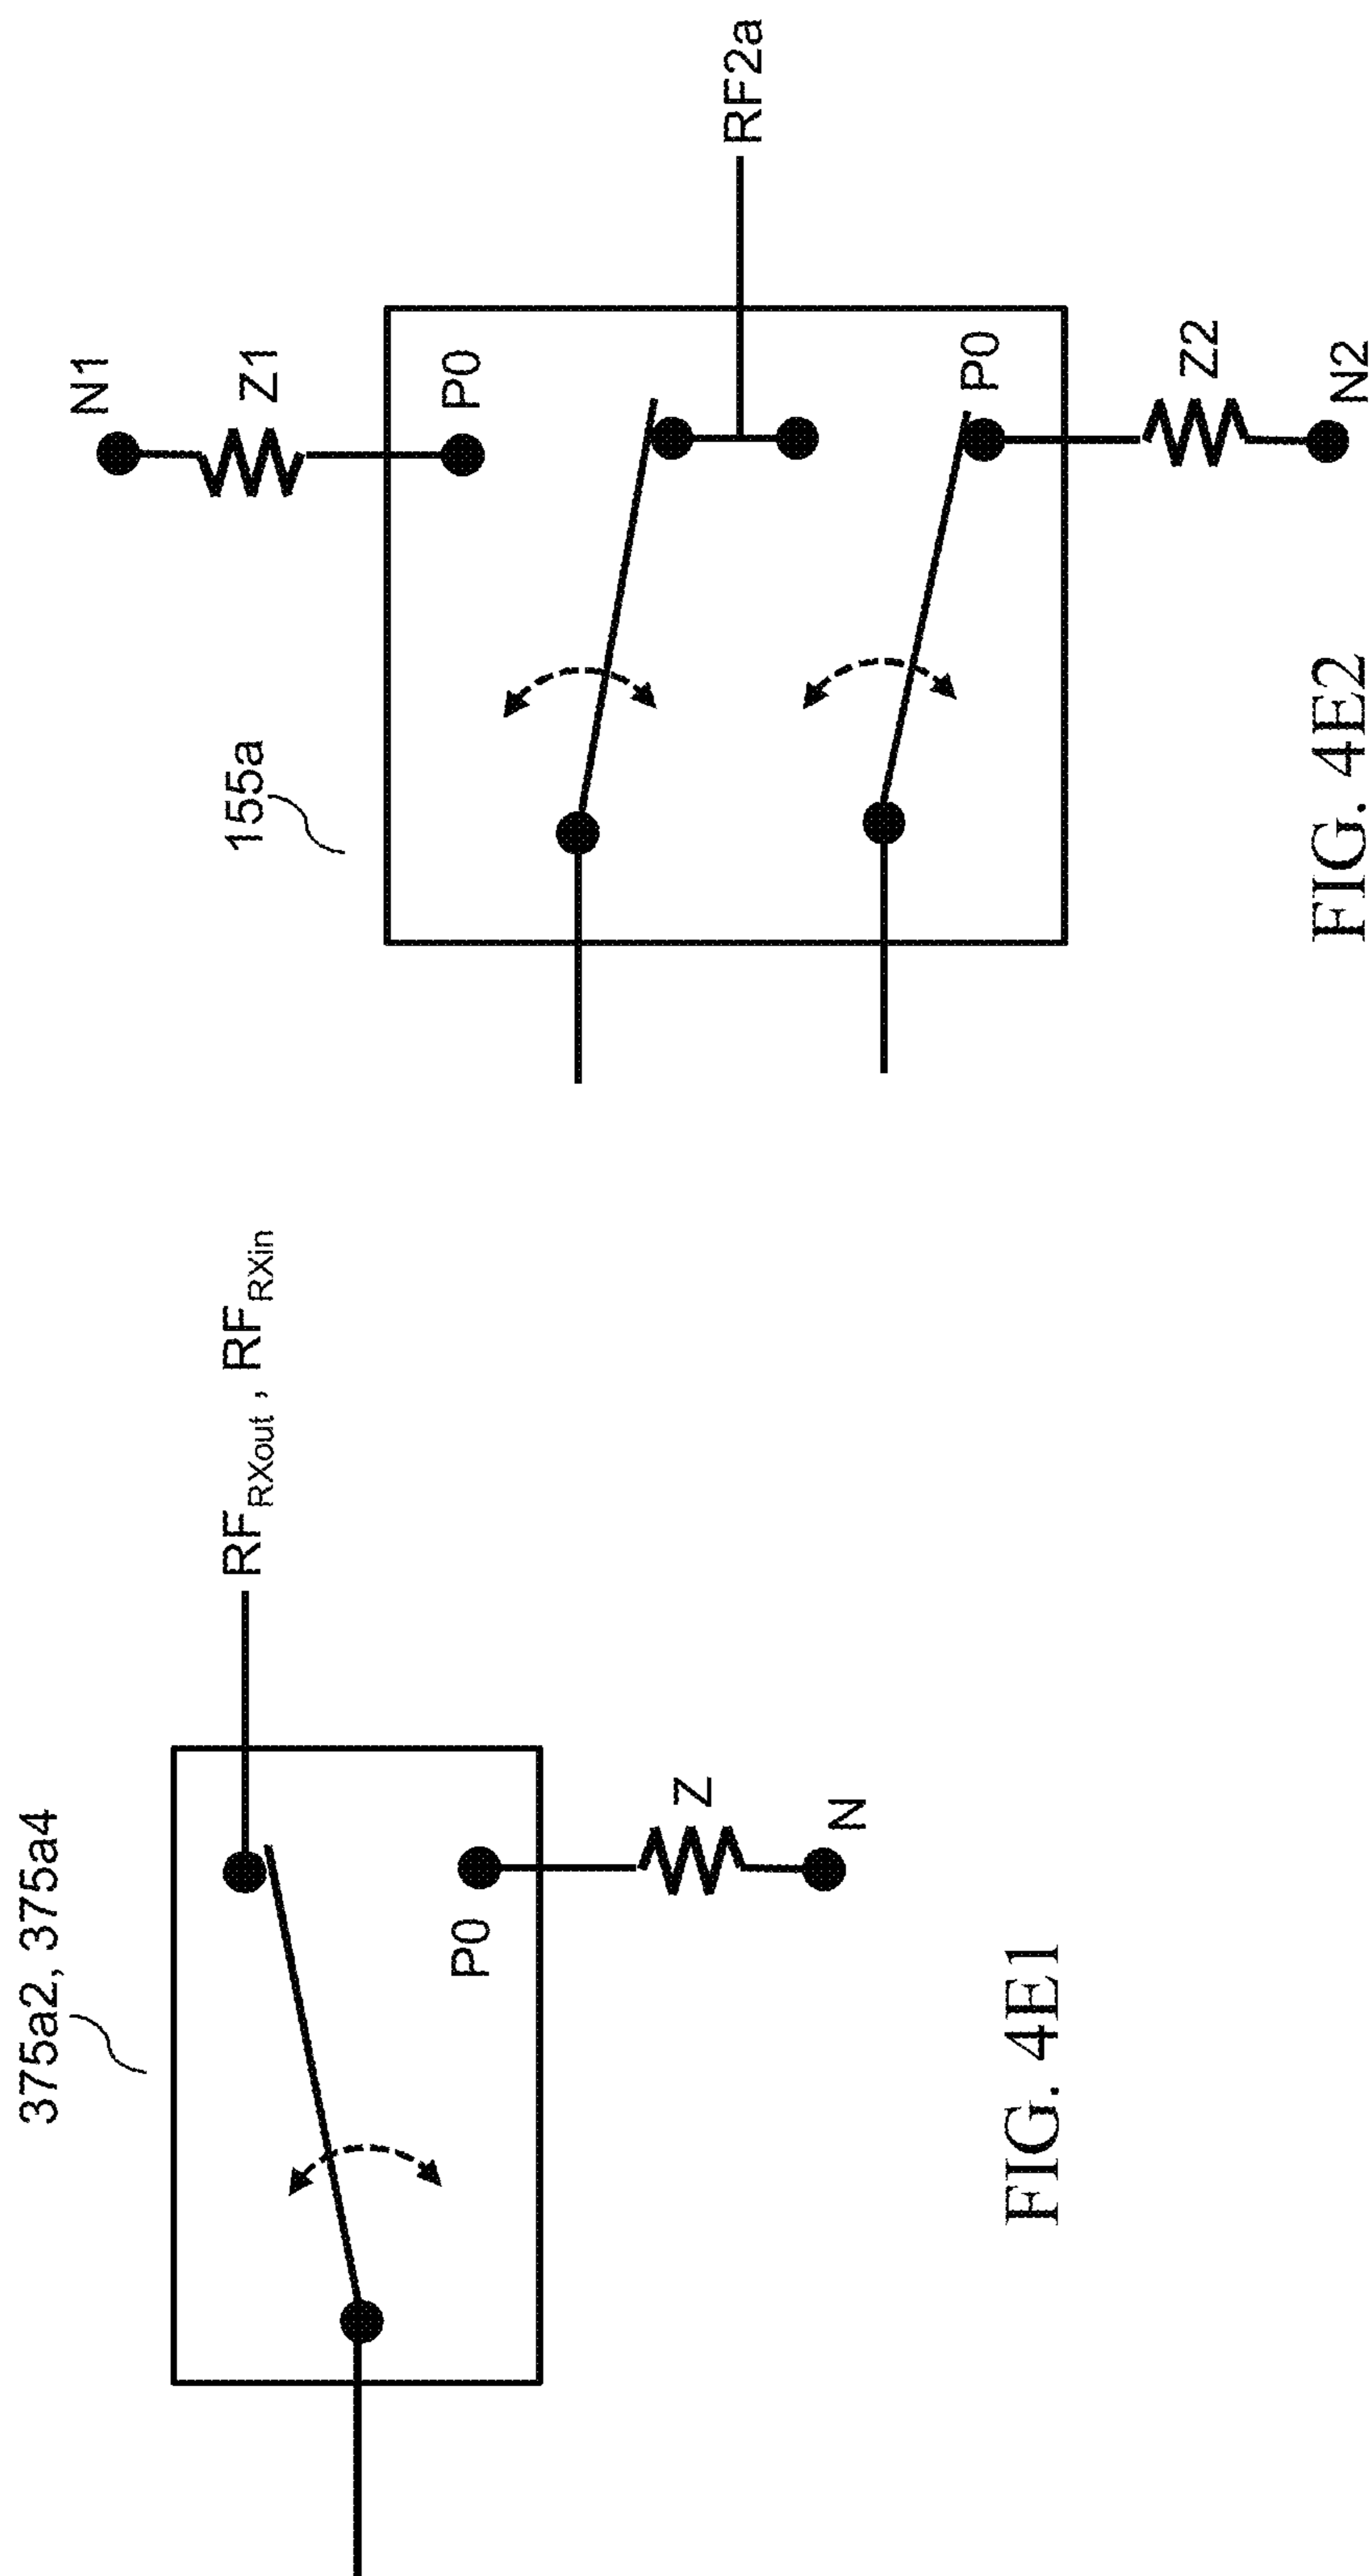 375a2, 375a4
RF_RXout , RF_RXin
P0
Z
N
FIG. 4E1
155a
N1
Z1
P0
RF2a
P0
Z2
N2
FIG. 4E2